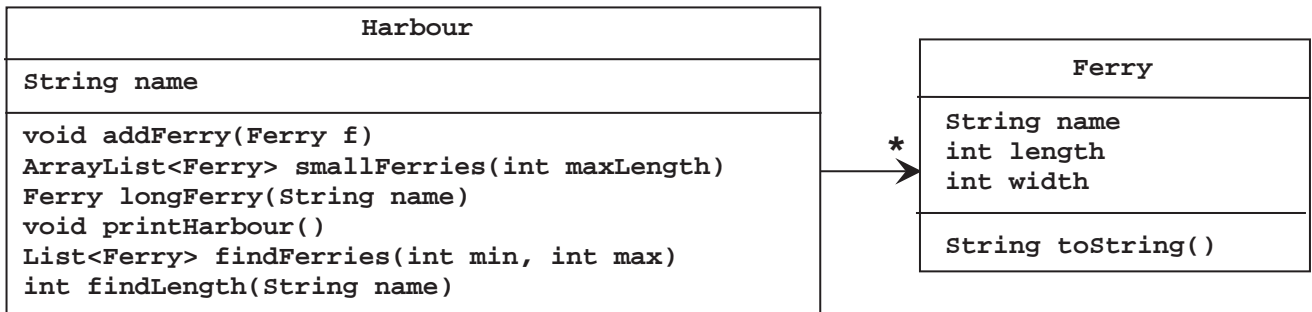 Harbour
String name
void addFerry(Ferry f)
ArrayList<Ferry> smallFerries(int maxLength)
Ferry longFerry(String name)
void printHarbour()
List<Ferry> findFerries(int min, int max)
int findLength(String name)
*
Ferry
String name
int length
int width
String toString()